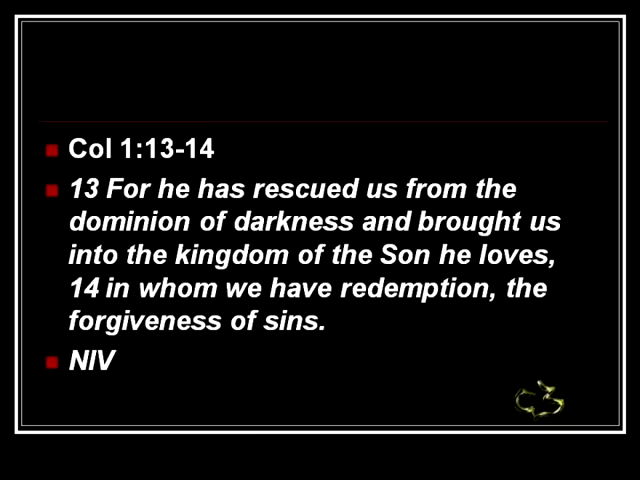 Col 1:13-14
13 For he has rescued us from the
dominion of darkness and brought us
into the kingdom of the Son he loves,
14 in whom we have redemption, the
forgiveness of sins.
NIV
C3